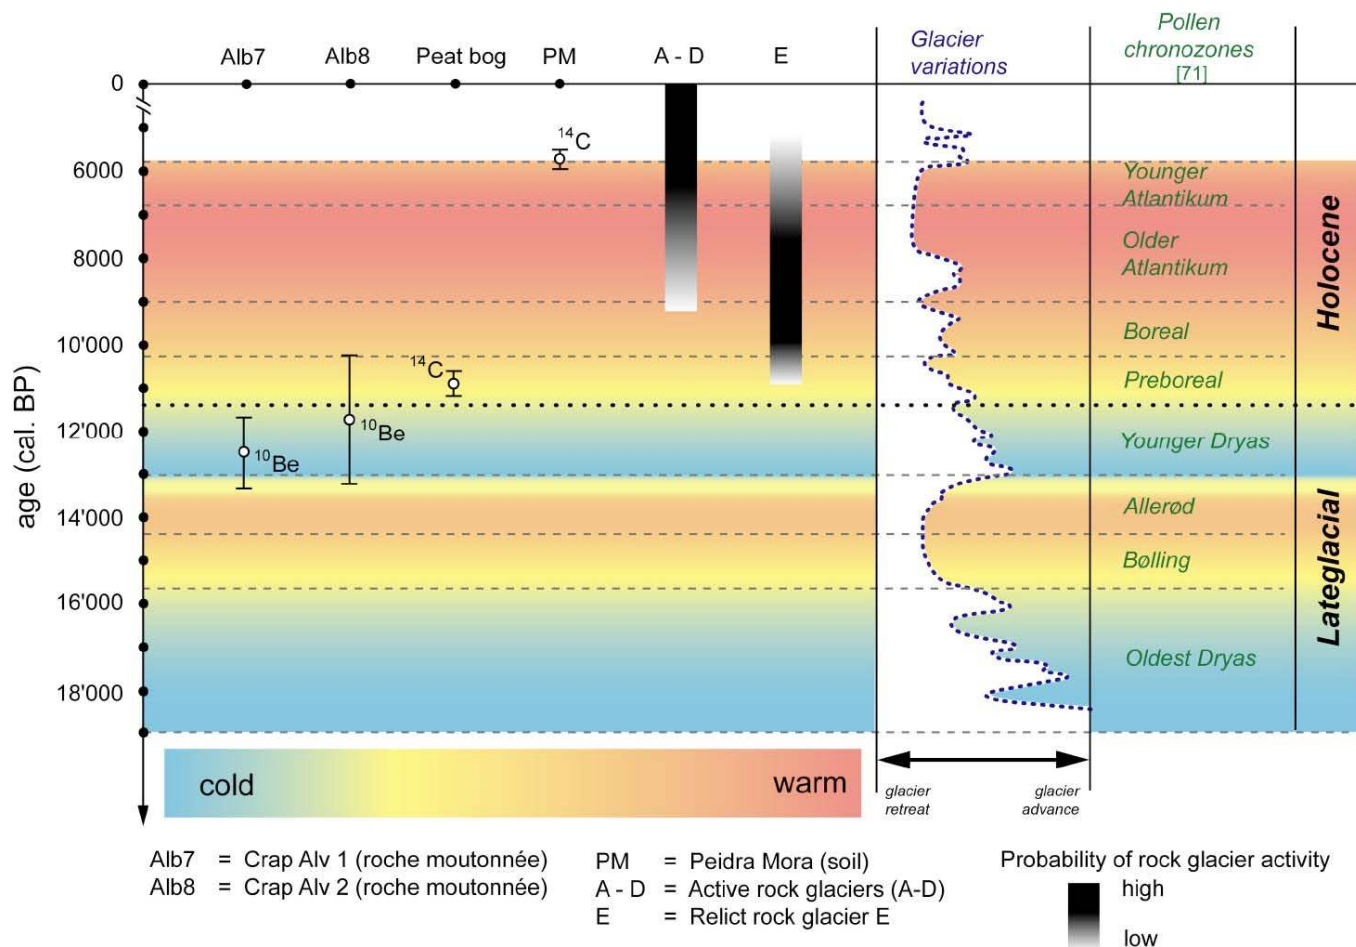 Alb7 Alb8 Peat bog PM A - D E
Glacier
variations
Pollen
chronozones
[71]
age (cal. BP)
0
6000
8000
10'000
12'000
14'000
16'000
18'000
14C
14C
10Be
10Be
Younger
Atlantikum
Older
Atlantikum
Boreal
Preboreal
Younger Dryas
Allerød
Bølling
Oldest Dryas
Holocene
Lateglacial
cold warm
glacier
retreat
glacier
advance
Alb7 = Crap Alv 1 (roche moutonnée)
Alb8 = Crap Alv 2 (roche moutonnée)
PM = Peidra Mora (soil)
A - D = Active rock glaciers (A-D)
E = Relict rock glacier E
Probability of rock glacier activity
high
low